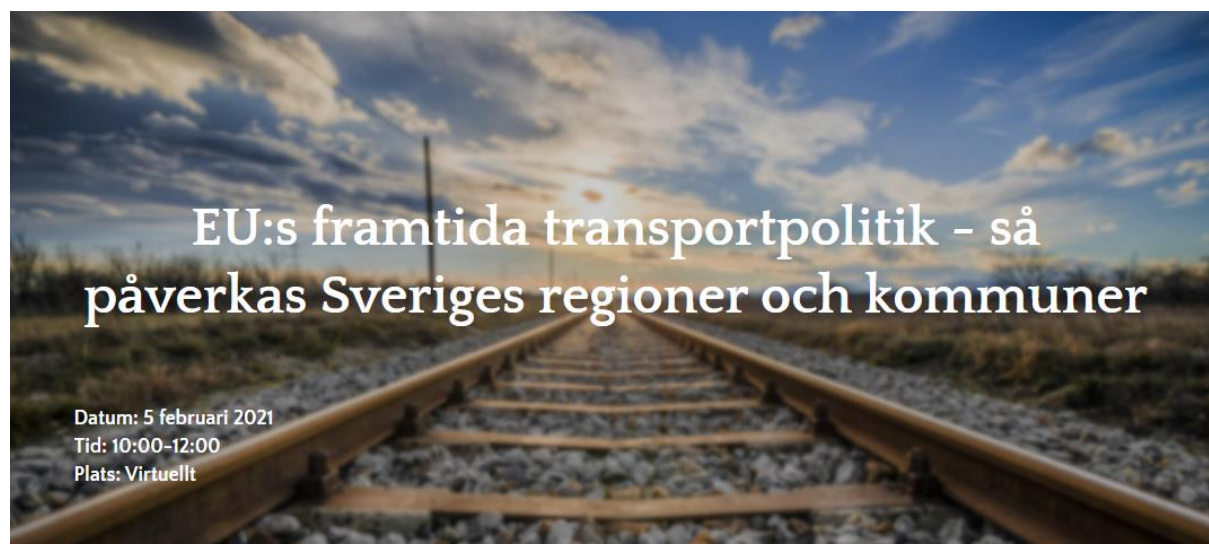 EU:s framtida transportpolitik - så
påverkas Sveriges regioner och kommuner
Datum: 5 februari 2021
Tid: 10:00-12:00
Plats: Virtuellt